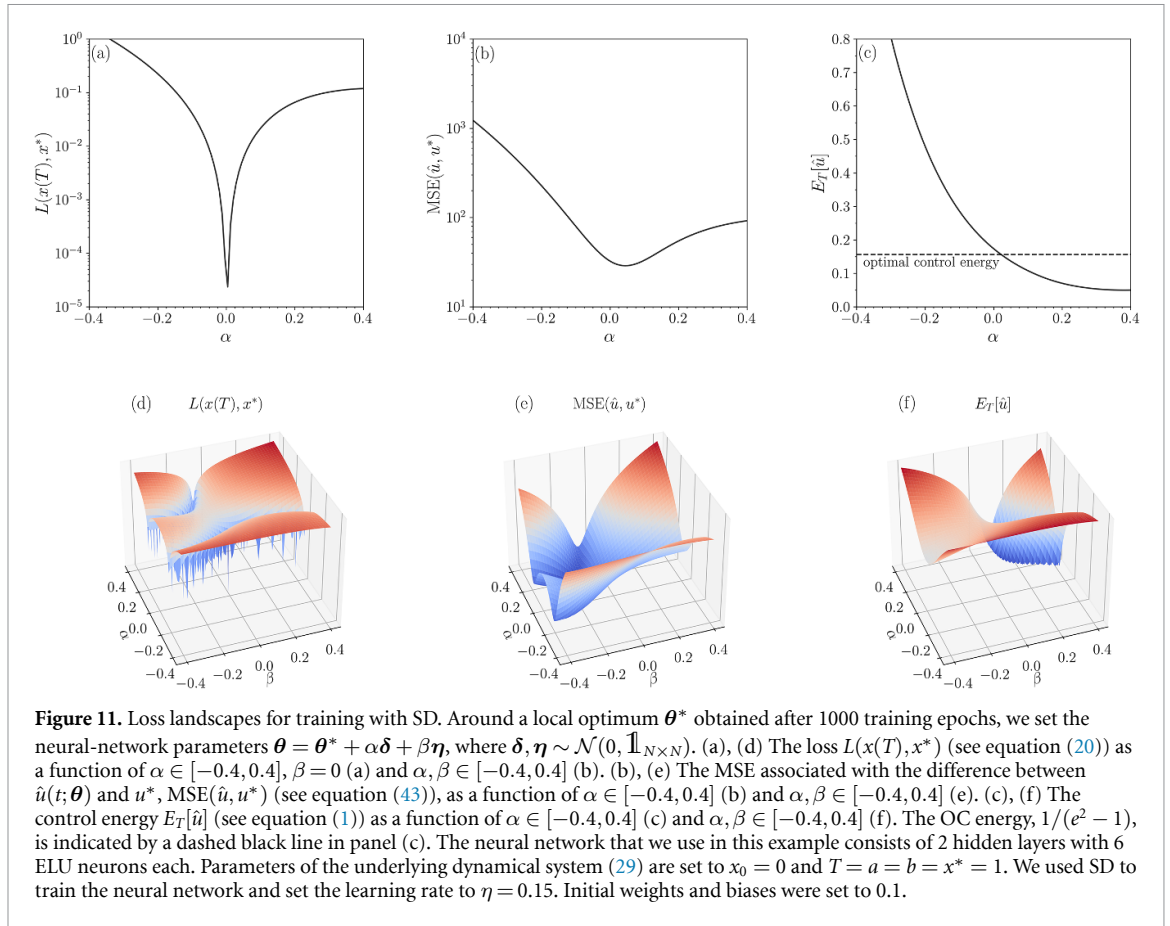 (a)
10⁰
10⁻¹
10⁻²
10⁻³
10⁻⁴
10⁻⁵
L(x(T), x*)
−0.4 −0.2 0.0 0.2 0.4
α
(b)
10⁴
10³
10²
10¹
MSE(û, u*)
−0.4 −0.2 0.0 0.2 0.4
α
(c)
0.8
0.7
0.6
0.5
0.4
0.3
0.2
0.1
0.0
E_T[û]
optimal control energy
−0.4 −0.2 0.0 0.2 0.4
α
(d) L(x(T), x*)
0.4
0.2
0.0
−0.2
−0.4
α
−0.4 −0.2 0.0 0.2 0.4
β
(e) MSE(û, u*)
0.4
0.2
0.0
−0.2
−0.4
α
−0.4 −0.2 0.0 0.2 0.4
β
(f) E_T[û]
0.4
0.2
0.0
−0.2
−0.4
α
−0.4 −0.2 0.0 0.2 0.4
β
Figure 11. Loss landscapes for training with SD. Around a local optimum θ* obtained after 1000 training epochs, we set the
neural-network parameters θ = θ* + αδ + βη, where δ, η ∼ 𝒩(0, 𝟙_{N×N}). (a), (d) The loss L(x(T), x*) (see equation (20)) as
a function of α ∈ [−0.4, 0.4], β = 0 (a) and α, β ∈ [−0.4, 0.4] (b). (b), (e) The MSE associated with the difference between
û(t; θ) and u*, MSE(û, u*) (see equation (43)), as a function of α ∈ [−0.4, 0.4] (b) and α, β ∈ [−0.4, 0.4] (e). (c), (f) The
control energy E_T[û] (see equation (1)) as a function of α ∈ [−0.4, 0.4] (c) and α, β ∈ [−0.4, 0.4] (f). The OC energy, 1/(e² − 1),
is indicated by a dashed black line in panel (c). The neural network that we use in this example consists of 2 hidden layers with 6
ELU neurons each. Parameters of the underlying dynamical system (29) are set to x₀ = 0 and T = a = b = x* = 1. We used SD to
train the neural network and set the learning rate to η = 0.15. Initial weights and biases were set to 0.1.